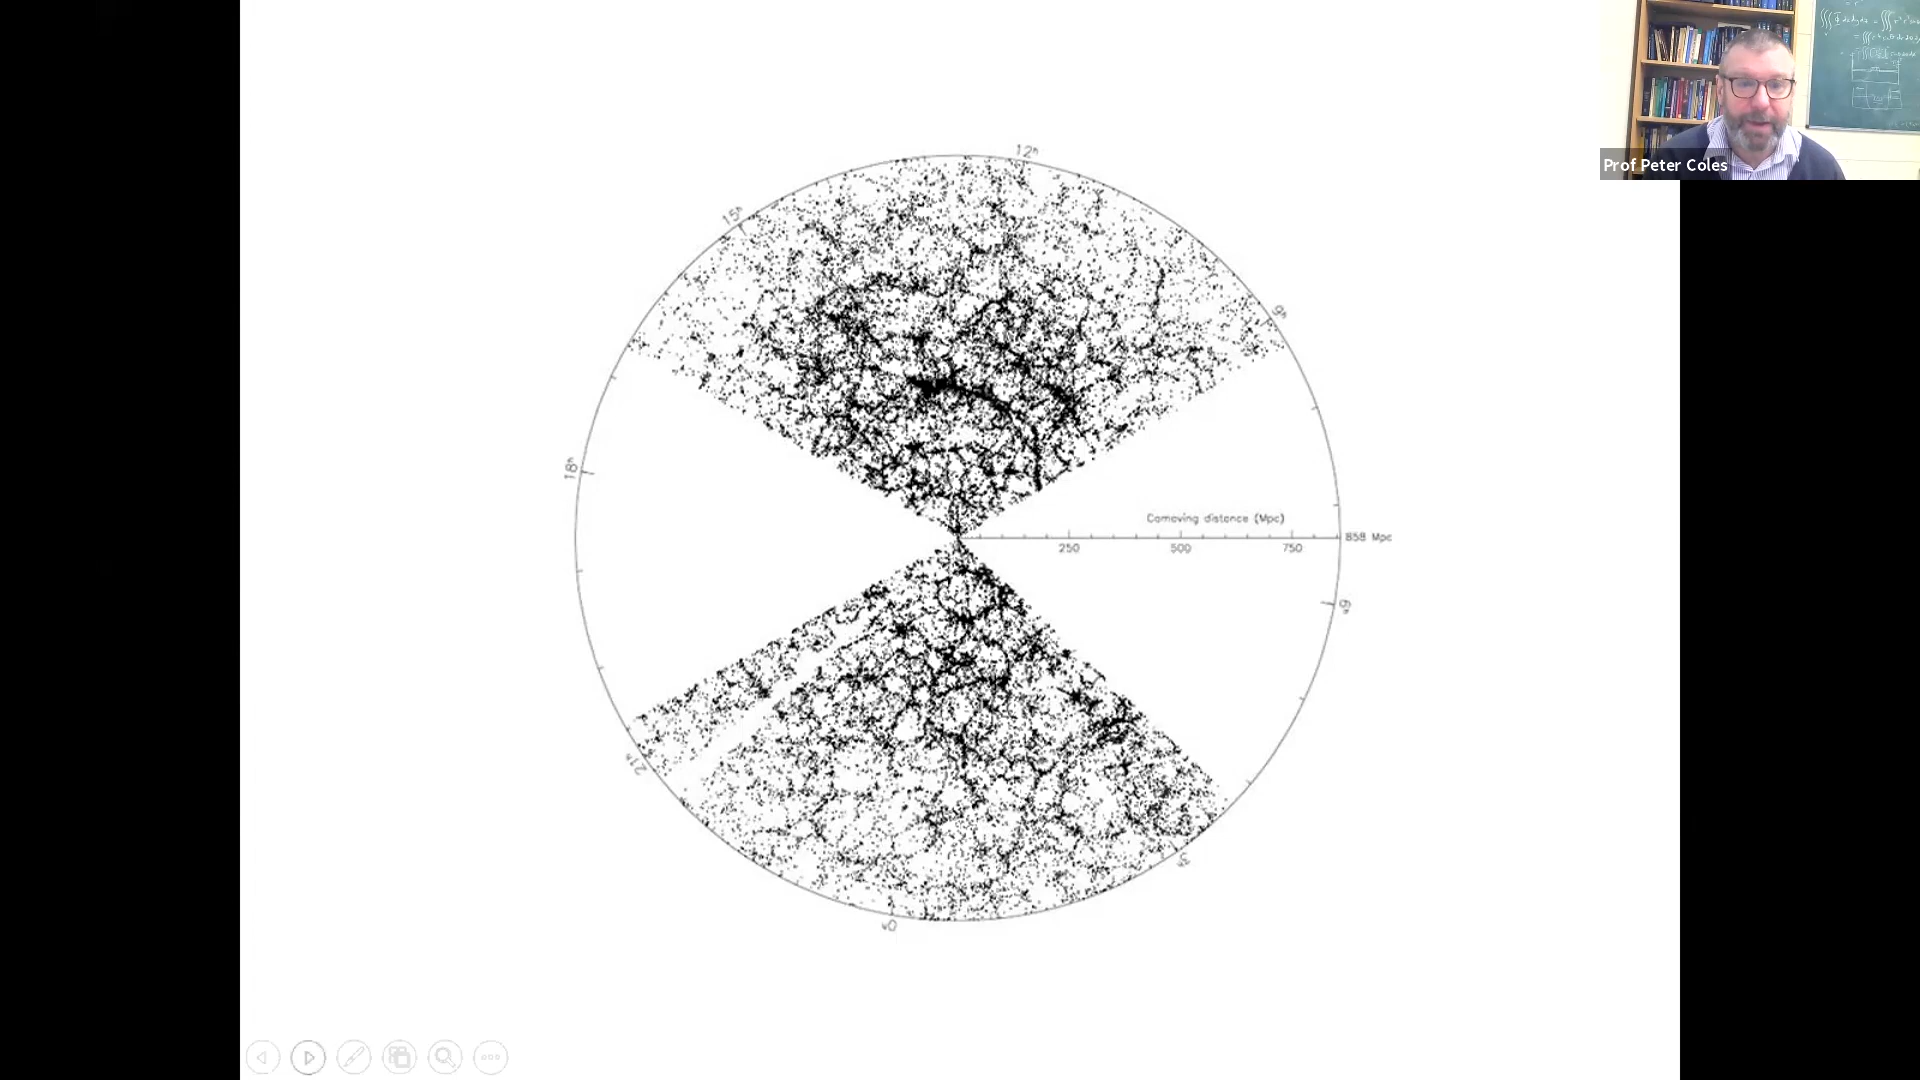 12h
15h
9h
18h
Comoving distance (Mpc)
250 500 750
858 Mpc
6h
21h
3h
0h
Prof Peter Coles